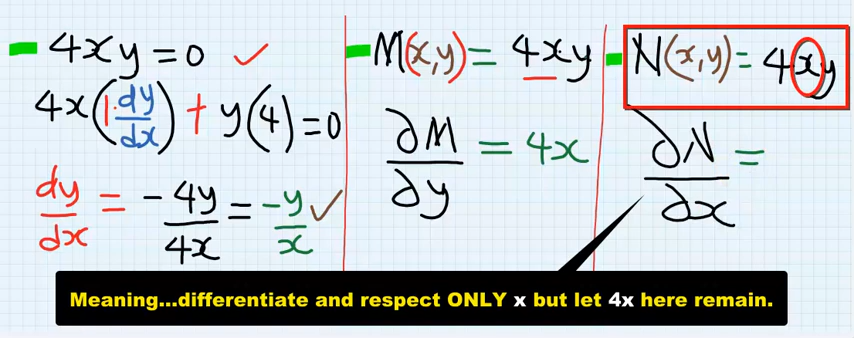 4xy = 0 ✓
4x(1·dy/dx) + y(4) = 0
dy/dx = -4y/4x = -y/x ✓
M(x,y) = 4xy
∂M/∂y = 4x
N(x,y) = 4xy
∂N/∂x =
Meaning...differentiate and respect ONLY x but let 4x here remain.